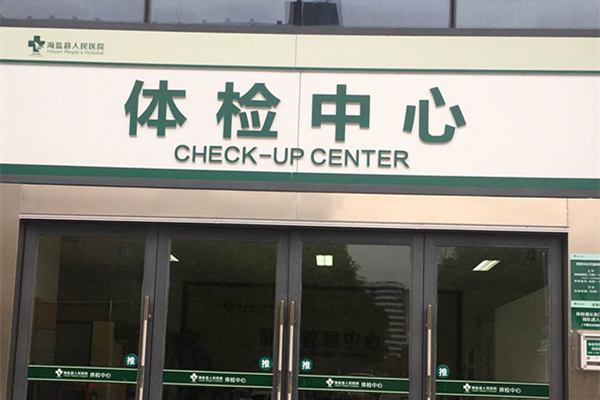 海盐县人民医院
Haiyan People's Hospital
体检中心
CHECK-UP CENTER
推
推
推
推
海盐县人民医院 体检中心
海盐县人民医院 体检中心
海盐县人民医院 体检中心
海盐县人民医院 体检中心